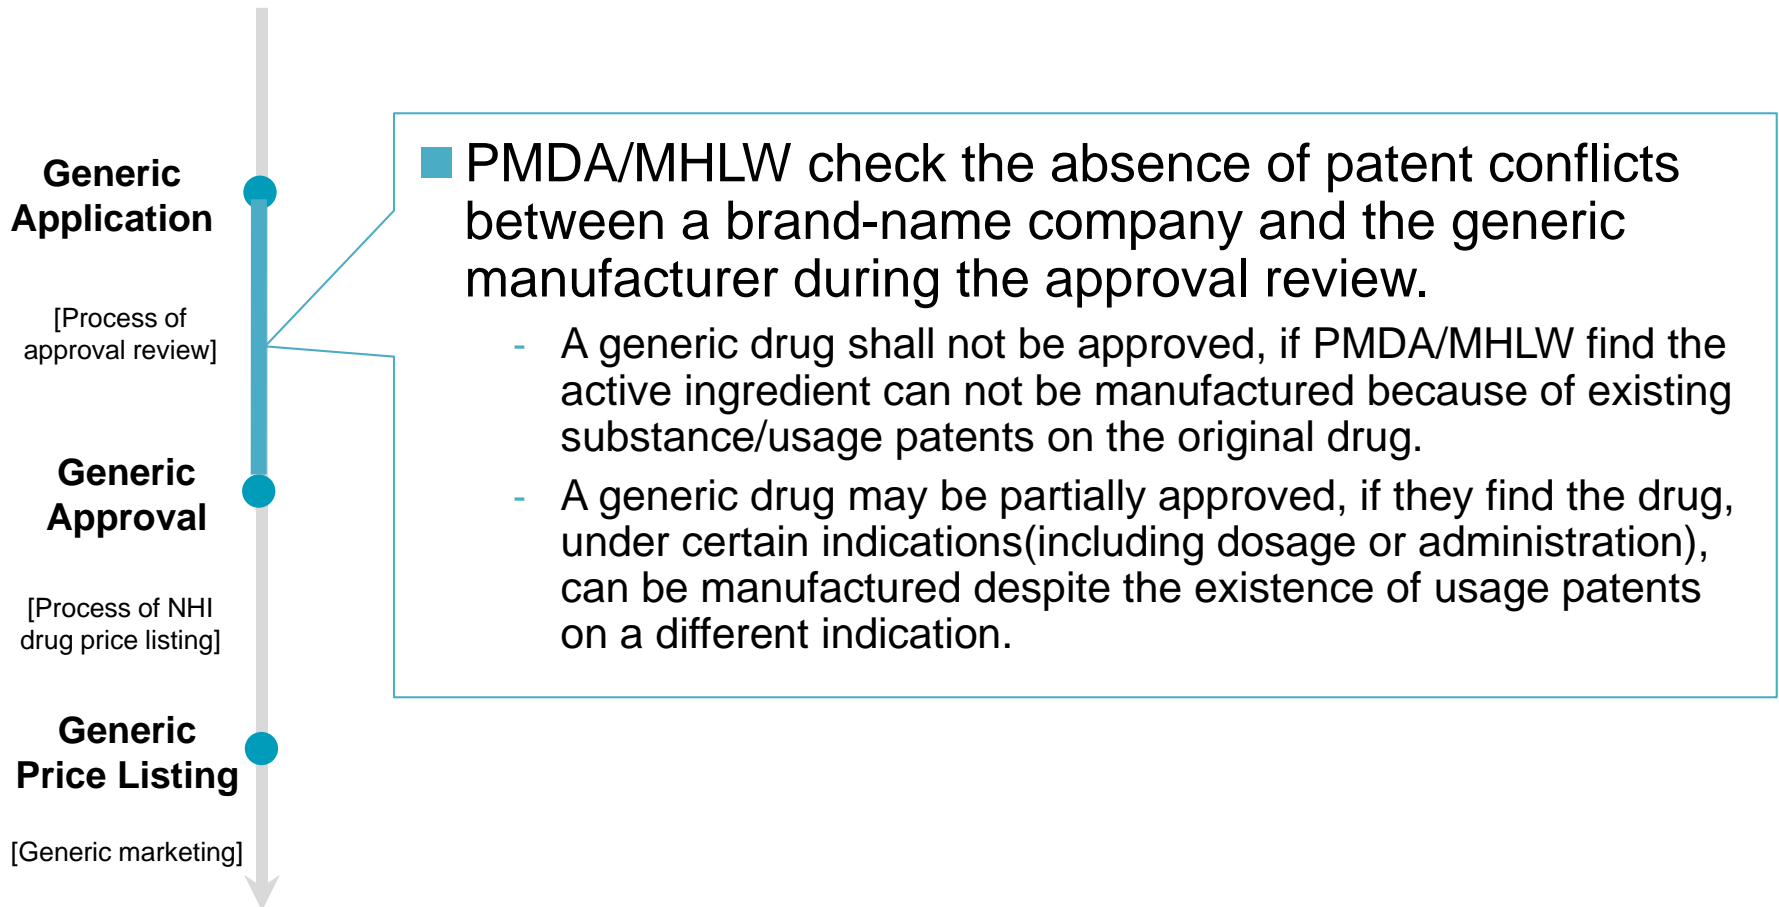 Generic
Application
[Process of
approval review]
Generic
Approval
[Process of NHI
drug price listing]
Generic
Price Listing
[Generic marketing]
PMDA/MHLW check the absence of patent conflicts
between a brand-name company and the generic
manufacturer during the approval review.
- A generic drug shall not be approved, if PMDA/MHLW find the
active ingredient can not be manufactured because of existing
substance/usage patents on the original drug.
- A generic drug may be partially approved, if they find the drug,
under certain indications(including dosage or administration),
can be manufactured despite the existence of usage patents
on a different indication.